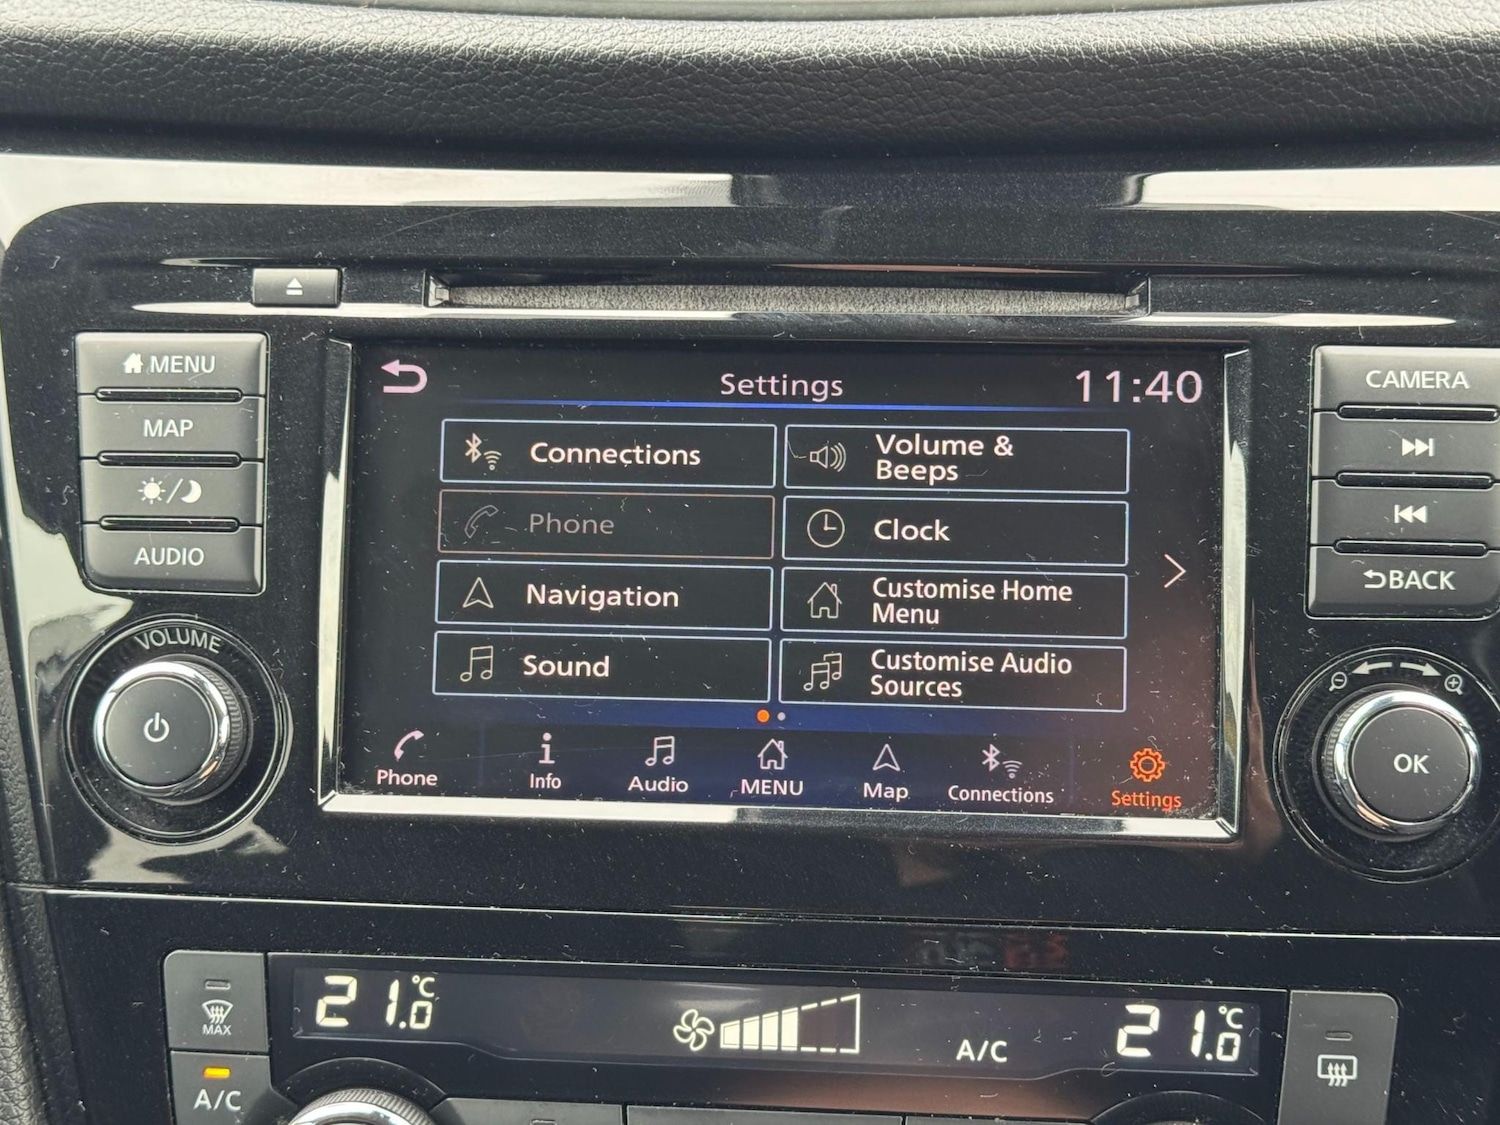 MENU
MAP
AUDIO
VOLUME
Settings
11:40
Connections
Volume &
Beeps
Phone
Clock
Navigation
Customise Home
Menu
Sound
Customise Audio
Sources
Phone
Info
Audio
MENU
Map
Connections
Settings
CAMERA
BACK
OK
MAX
A/C
21.0°C
A/C
21.0°C